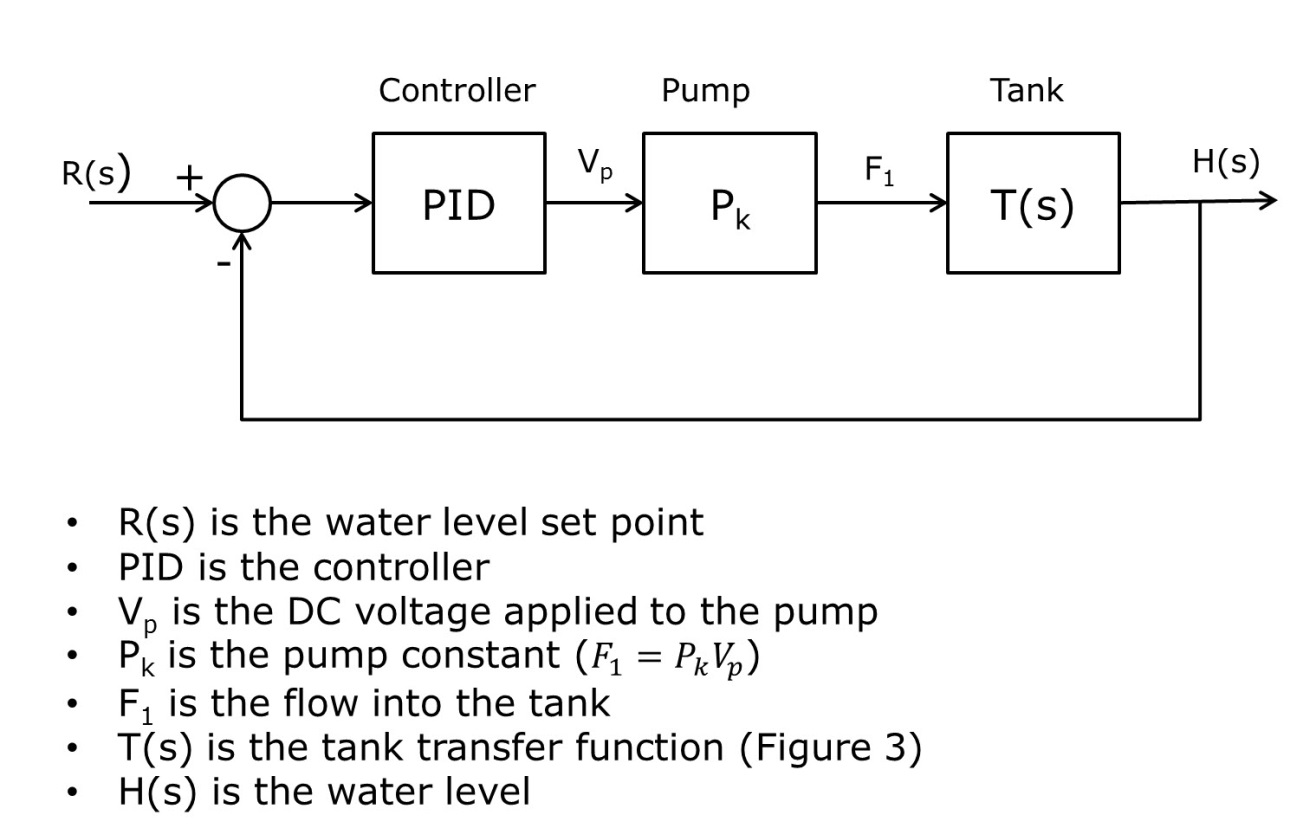 Controller Pump Tank
R(s) + PID Vp Pk F1 T(s) H(s)
-
• R(s) is the water level set point
• PID is the controller
• Vp is the DC voltage applied to the pump
• Pk is the pump constant (F1 = PkVp)
• F1 is the flow into the tank
• T(s) is the tank transfer function (Figure 3)
• H(s) is the water level